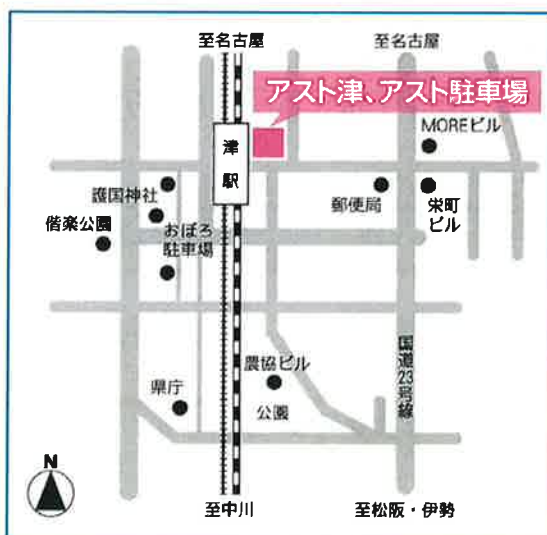 至名古屋
至名古屋
アスト津、アスト駐車場
MOREビル
津駅
護国神社
郵便局
栄町
ビル
偕楽公園
おぼろ
駐車場
国道23号線
農協ビル
県庁
公園
N
至中川
至松阪・伊勢